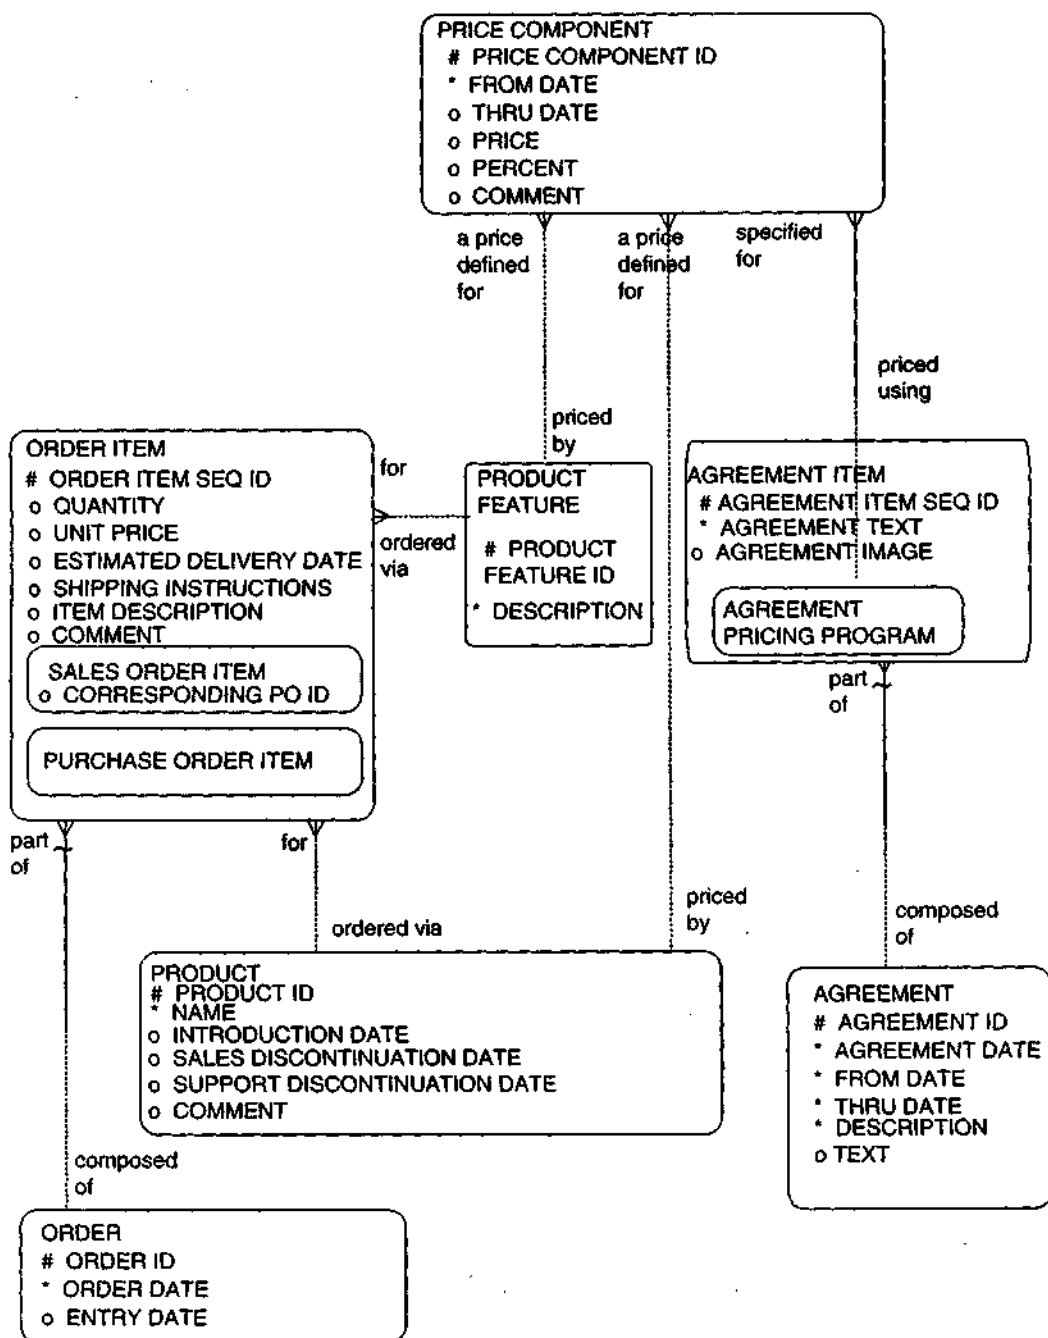 PRICE COMPONENT
# PRICE COMPONENT ID
* FROM DATE
o THRU DATE
o PRICE
o PERCENT
o COMMENT
a price
defined
for
a price
defined
for
specified
for
priced
using
priced
by
ORDER ITEM
# ORDER ITEM SEQ ID
o QUANTITY
o UNIT PRICE
o ESTIMATED DELIVERY DATE
o SHIPPING INSTRUCTIONS
o ITEM DESCRIPTION
o COMMENT
SALES ORDER ITEM
o CORRESPONDING PO ID
PURCHASE ORDER ITEM
for
ordered
via
PRODUCT
FEATURE
# PRODUCT
FEATURE ID
* DESCRIPTION
AGREEMENT ITEM
# AGREEMENT ITEM SEQ ID
* AGREEMENT TEXT
o AGREEMENT IMAGE
AGREEMENT
PRICING PROGRAM
part
of
part
of
for
ordered via
priced
by
composed
of
PRODUCT
# PRODUCT ID
* NAME
o INTRODUCTION DATE
o SALES DISCONTINUATION DATE
o SUPPORT DISCONTINUATION DATE
o COMMENT
AGREEMENT
# AGREEMENT ID
* AGREEMENT DATE
* FROM DATE
* THRU DATE
* DESCRIPTION
o TEXT
composed
of
ORDER
# ORDER ID
* ORDER DATE
o ENTRY DATE